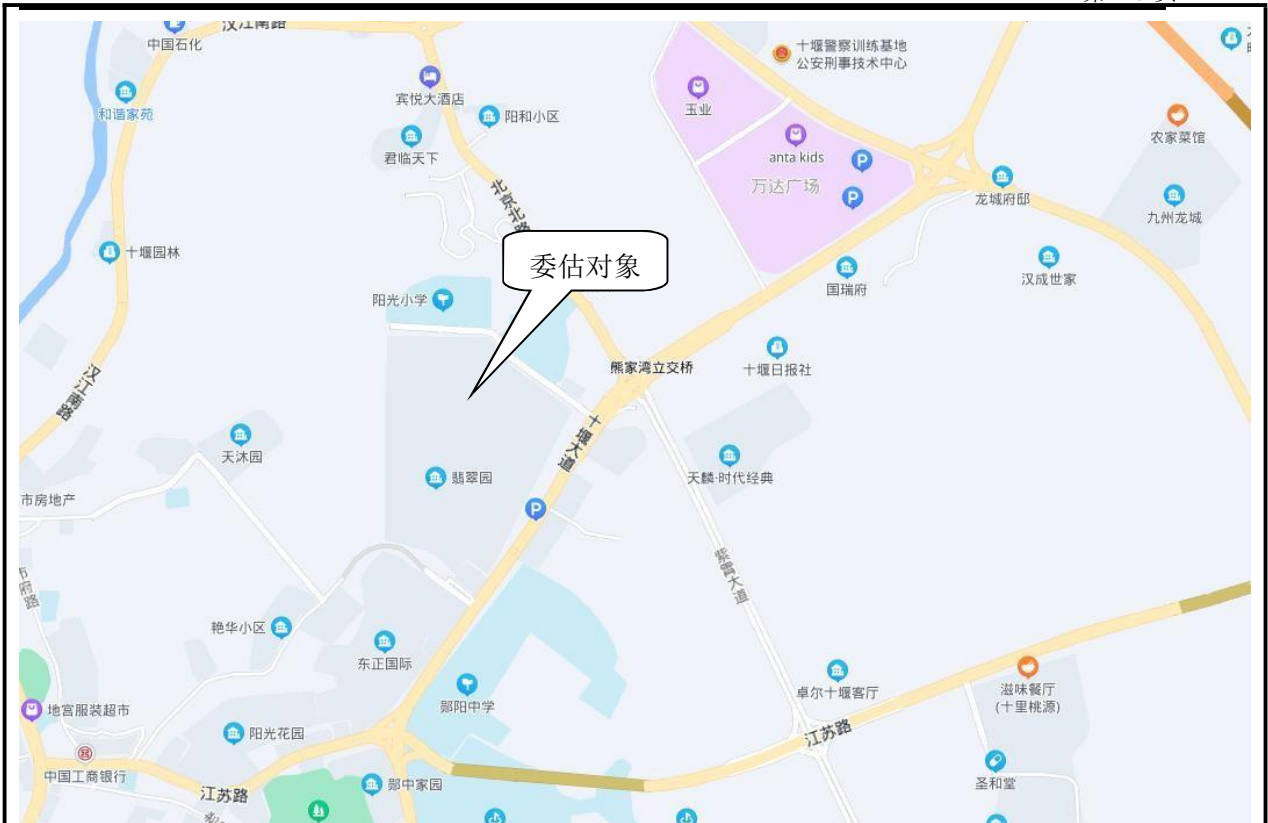 汉江南路
中国石化
十堰警察训练基地
公安刑事技术中心
宾悦大酒店
和谐家苑
阳和小区
玉业
君临天下
anta kids
万达广场
农家菜馆
龙城府邸
九州龙城
北京北路
十堰园林
委估对象
汉成世家
国瑞府
阳光小学
熊家湾立交桥
十堰日报社
汉江南路
十堰大道
天沐园
翡翠园
天麟·时代经典
市房地产
紫霄大道
市府路
艳华小区
东正国际
卓尔十堰客厅
滋味餐厅
(十里桃源)
地宫服装超市
郧阳中学
阳光花园
江苏路
中国工商银行
郧中家园
圣和堂
江苏路